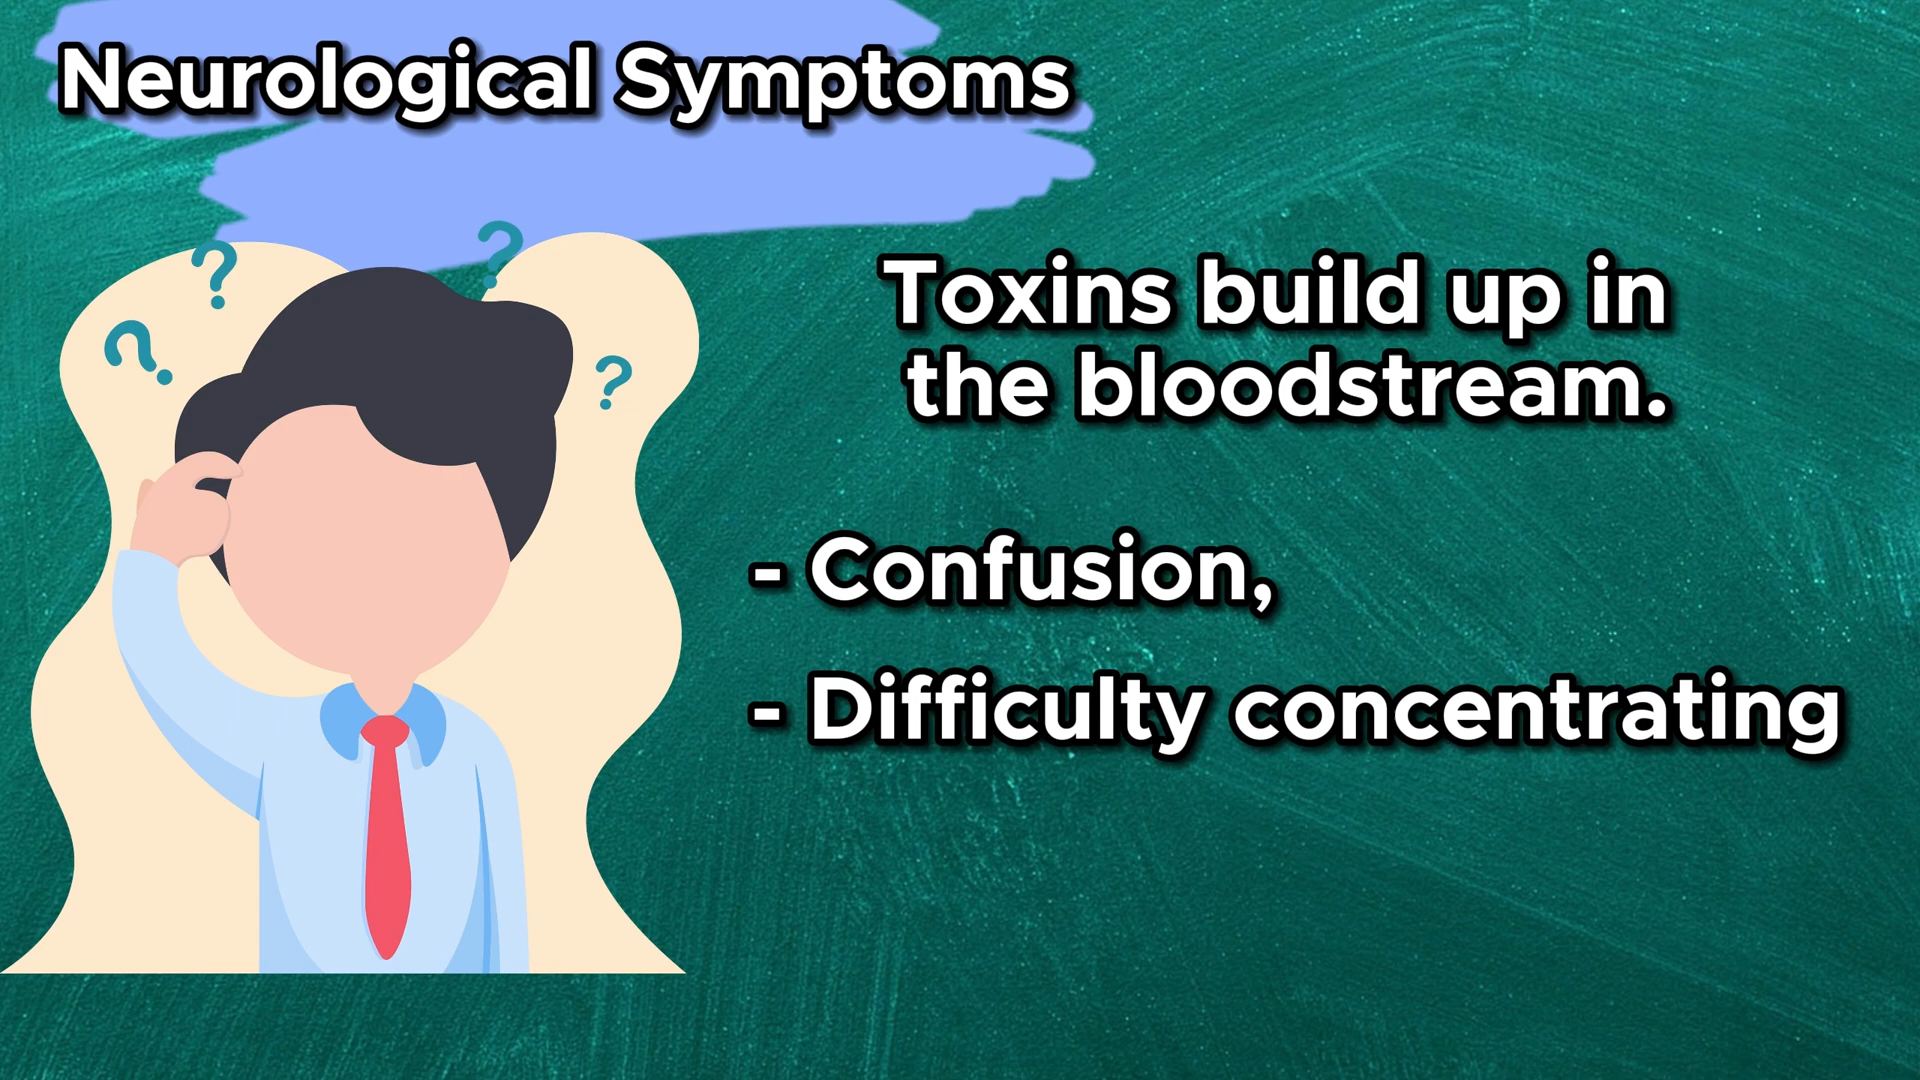 Neurological Symptoms
Toxins build up in
the bloodstream.
- Confusion,
- Difficulty concentrating